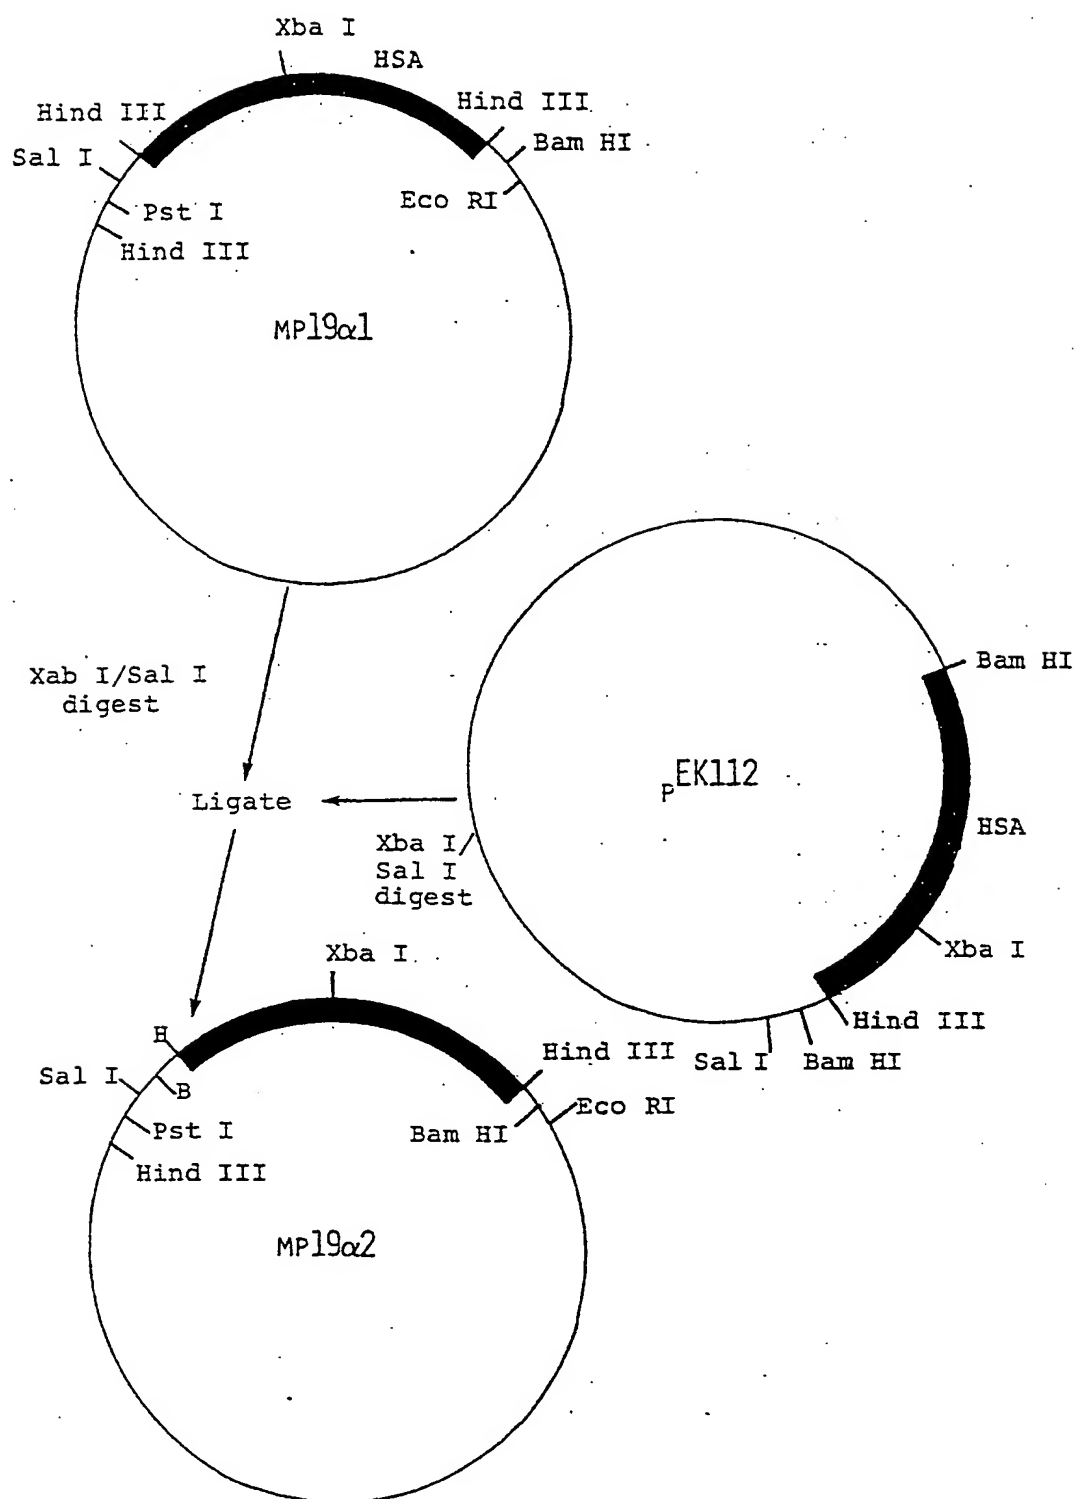 Xba I
HSA
Hind III
Hind III
Bam HI
Sal I
Eco RI
Pst I
Hind III
MP19α1
Xab I/Sal I
digest
Bam HI
pEK112
Ligate
HSA
Xba I
Sal I
digest
Xba I
Xba I
Hind III
H
Hind III
Sal I
Bam HI
Sal I
B
Eco RI
Pst I
Bam HI
Hind III
MP19α2